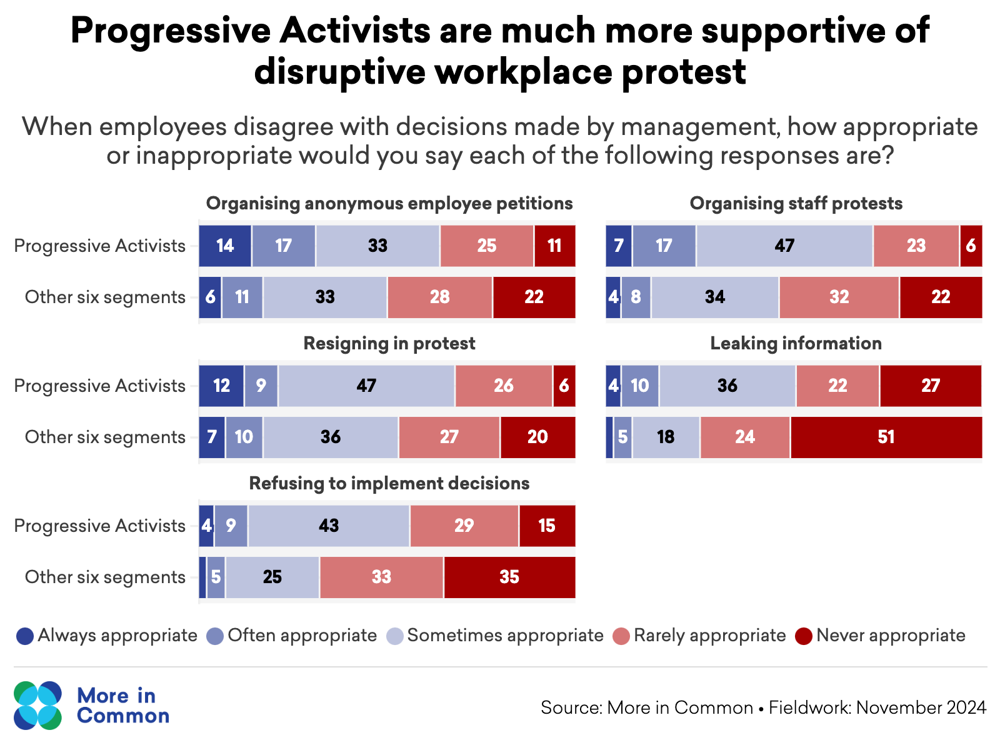 Progressive Activists are much more supportive of
disruptive workplace protest
When employees disagree with decisions made by management, how appropriate
or inappropriate would you say each of the following responses are?
Organising anonymous employee petitions
Progressive Activists 14 17 33 25 11
Other six segments 6 11 33 28 22
Organising staff protests
7 17 47 23 6
4 8 34 32 22
Resigning in protest
Progressive Activists 12 9 47 26 6
Other six segments 7 10 36 27 20
Leaking information
4 10 36 22 27
5 18 24 51
Refusing to implement decisions
Progressive Activists 4 9 43 29 15
Other six segments 5 25 33 35
Always appropriate Often appropriate Sometimes appropriate Rarely appropriate Never appropriate
More in
Common
Source: More in Common • Fieldwork: November 2024